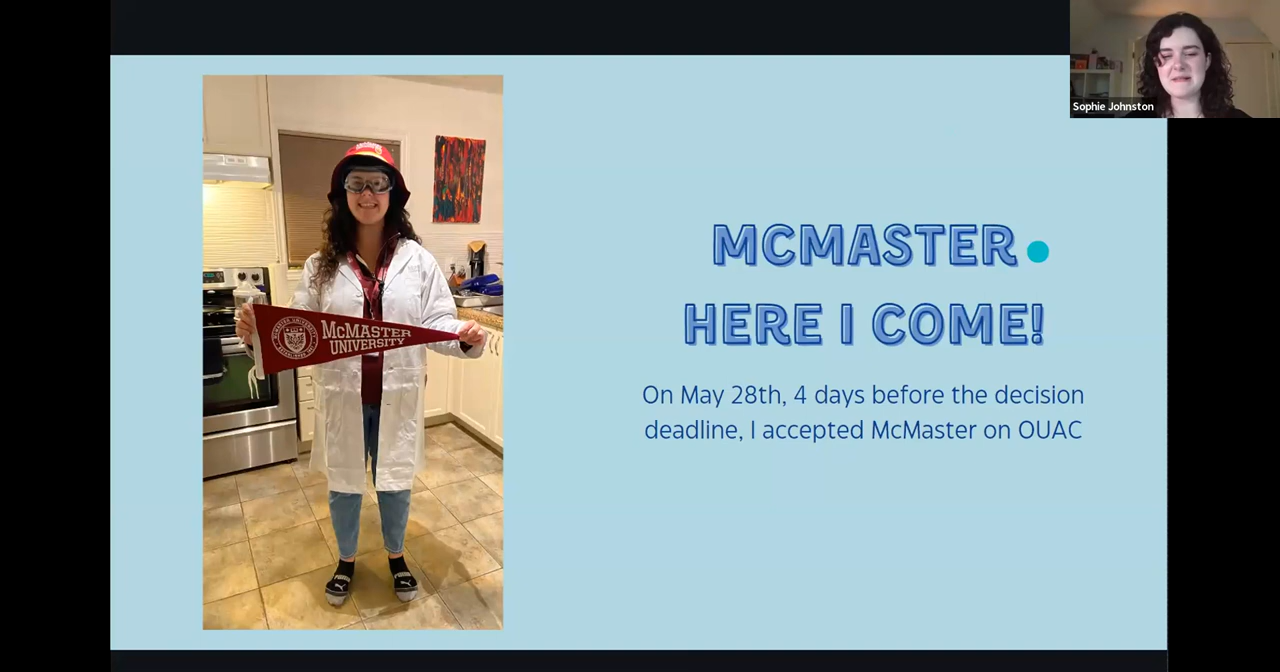 Sophie Johnston
MCMASTER
HERE I COME!
On May 28th, 4 days before the decision
deadline, I accepted McMaster on OUAC
McMASTER
UNIVERSITY